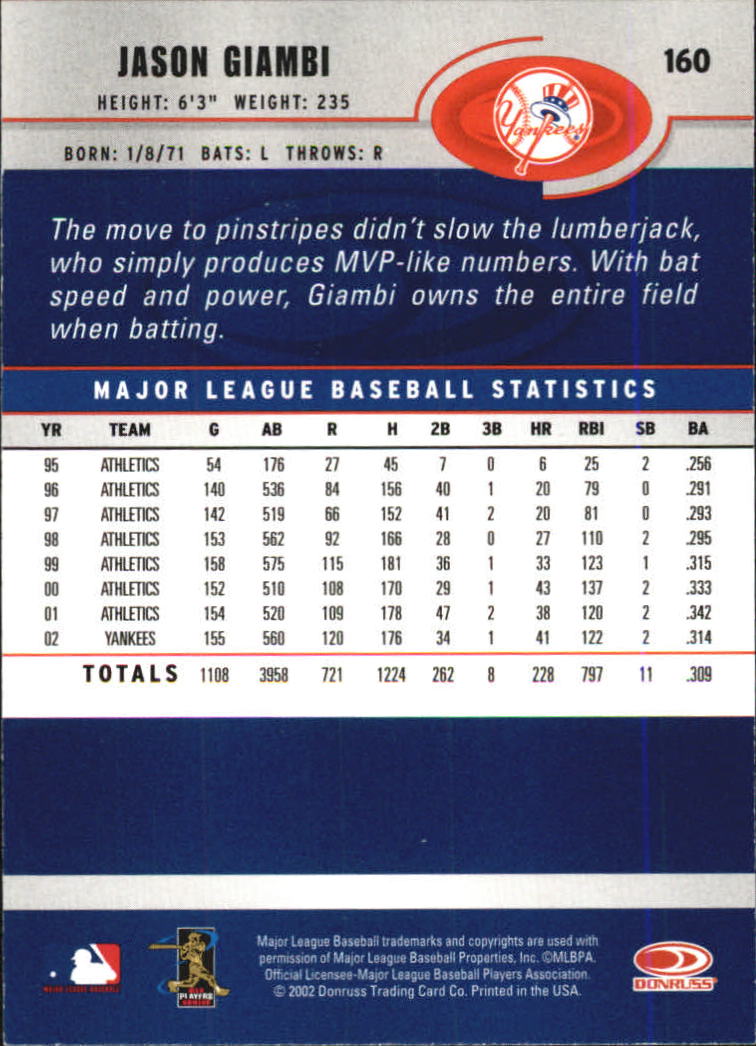 JASON GIAMBI
160
HEIGHT: 6'3" WEIGHT: 235
Yankees
BORN: 1/8/71 BATS: L THROWS: R
The move to pinstripes didn't slow the lumberjack,
who simply produces MVP-like numbers. With bat
speed and power, Giambi owns the entire field
when batting.
MAJOR LEAGUE BASEBALL STATISTICS
YR TEAM G AB R H 2B 3B HR RBI SB BA
95 ATHLETICS 54 176 27 45 7 0 6 25 2 .256
96 ATHLETICS 140 536 84 156 40 1 20 79 0 .291
97 ATHLETICS 142 519 66 152 41 2 20 81 0 .293
98 ATHLETICS 153 562 92 166 28 0 27 110 2 .295
99 ATHLETICS 158 575 115 181 36 1 33 123 1 .315
00 ATHLETICS 152 510 108 170 29 1 43 137 2 .333
01 ATHLETICS 154 520 109 178 47 2 38 120 2 .342
02 YANKEES 155 560 120 176 34 1 41 122 2 .314
TOTALS 1108 3958 721 1224 262 8 228 797 11 .309
Major League Baseball trademarks and copyrights are used with
permission of Major League Baseball Properties, Inc. ©MLBPA.
Official Licensee-Major League Baseball Players Association.
© 2002 Donruss Trading Card Co. Printed in the USA.
MAJOR LEAGUE BASEBALL
PLAYERS
CHOICE
DONRUSS